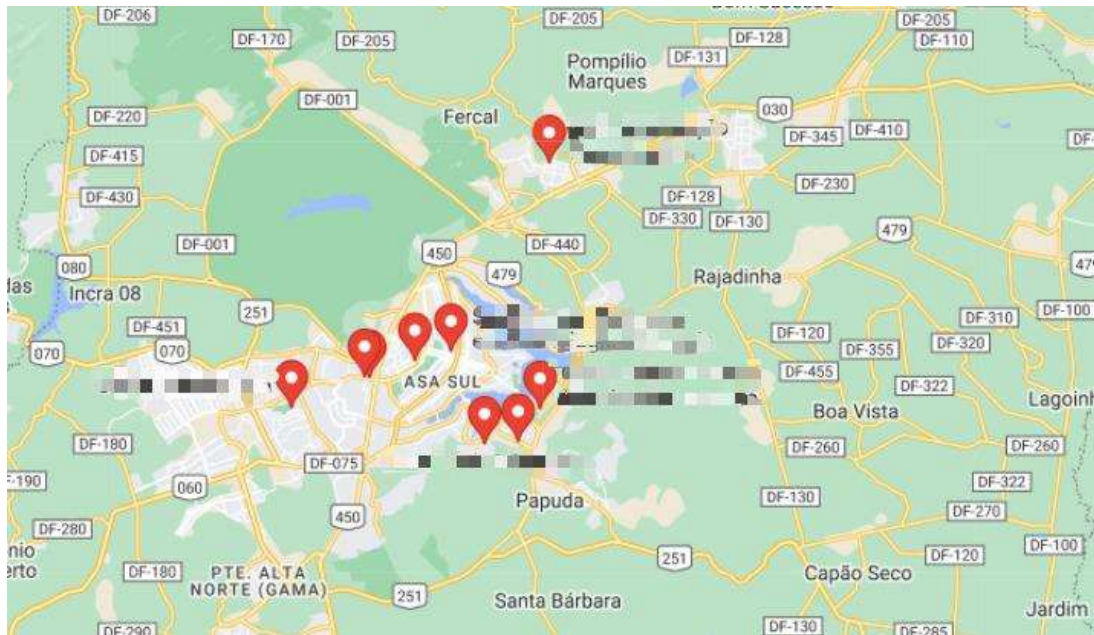 DF-206
DF-205
DF-205
DF-170
DF-205
DF-128
DF-110
DF-131
Pompílio
Marques
DF-001
DF-220
Fercal
030
DF-345
DF-410
DF-415
DF-230
DF-430
DF-128
DF-330
DF-130
DF-001
450
DF-440
479
080
479
Rajadinha
Incra 08
251
DF-100
DF-451
DF-310
070
070
DF-120
DF-320
DF-355
ASA SUL
DF-455
DF-322
Boa Vista
DF-180
DF-260
DF-260
DF-075
060
DF-322
DF-130
Papuda
450
DF-270
DF-280
DF-100
251
DF-120
DF-180
PTE. ALTA
NORTE (GAMA)
Capão Seco
251
Santa Bárbara
Jardim
DF-290
DF-130
DF-285